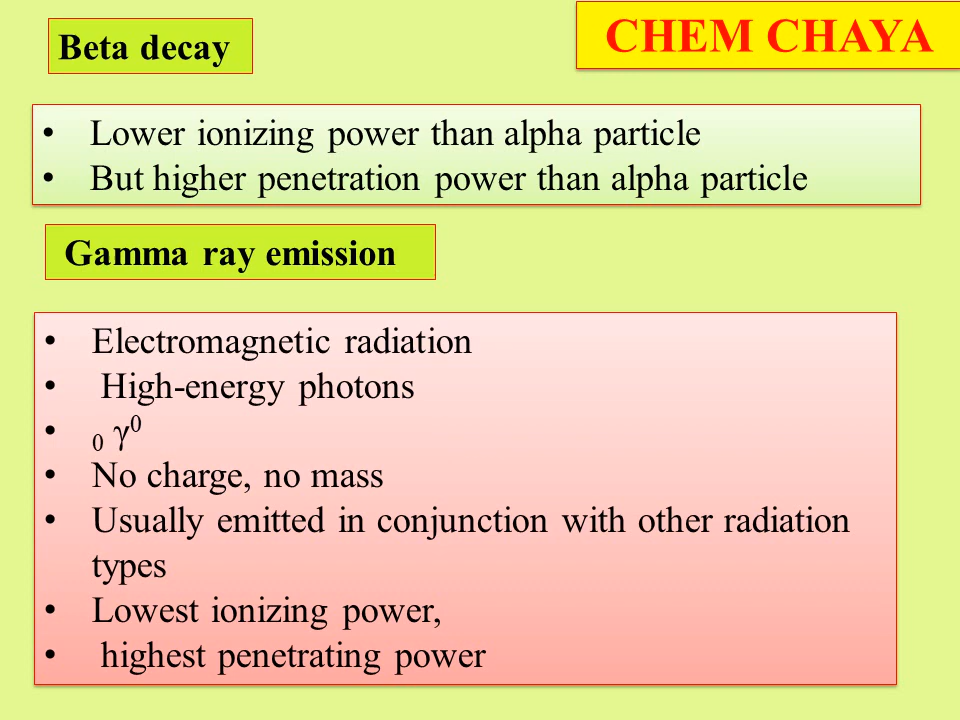 CHEM CHAYA
Beta decay
• Lower ionizing power than alpha particle
• But higher penetration power than alpha particle
Gamma ray emission
• Electromagnetic radiation
• High-energy photons
• ₀ γ⁰
• No charge, no mass
• Usually emitted in conjunction with other radiation
types
• Lowest ionizing power,
• highest penetrating power